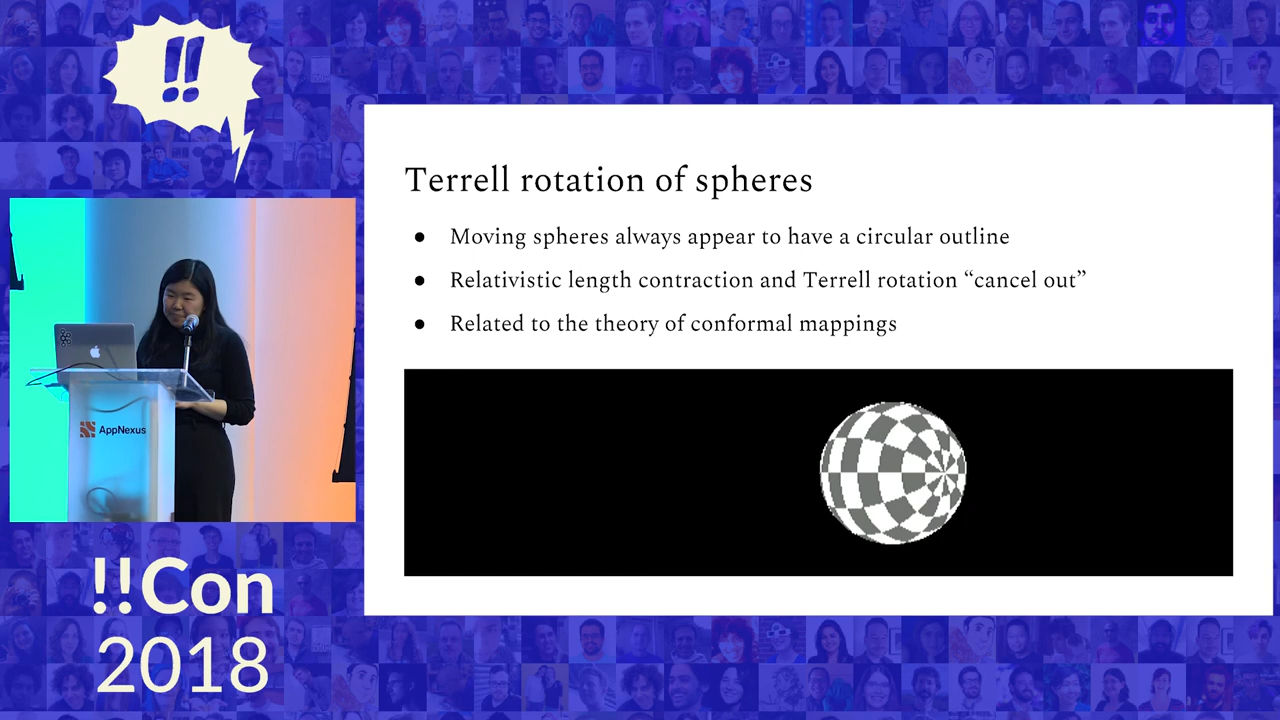 !!
Terrell rotation of spheres
● Moving spheres always appear to have a circular outline
● Relativistic length contraction and Terrell rotation “cancel out”
● Related to the theory of conformal mappings
AppNexus
!!Con
2018